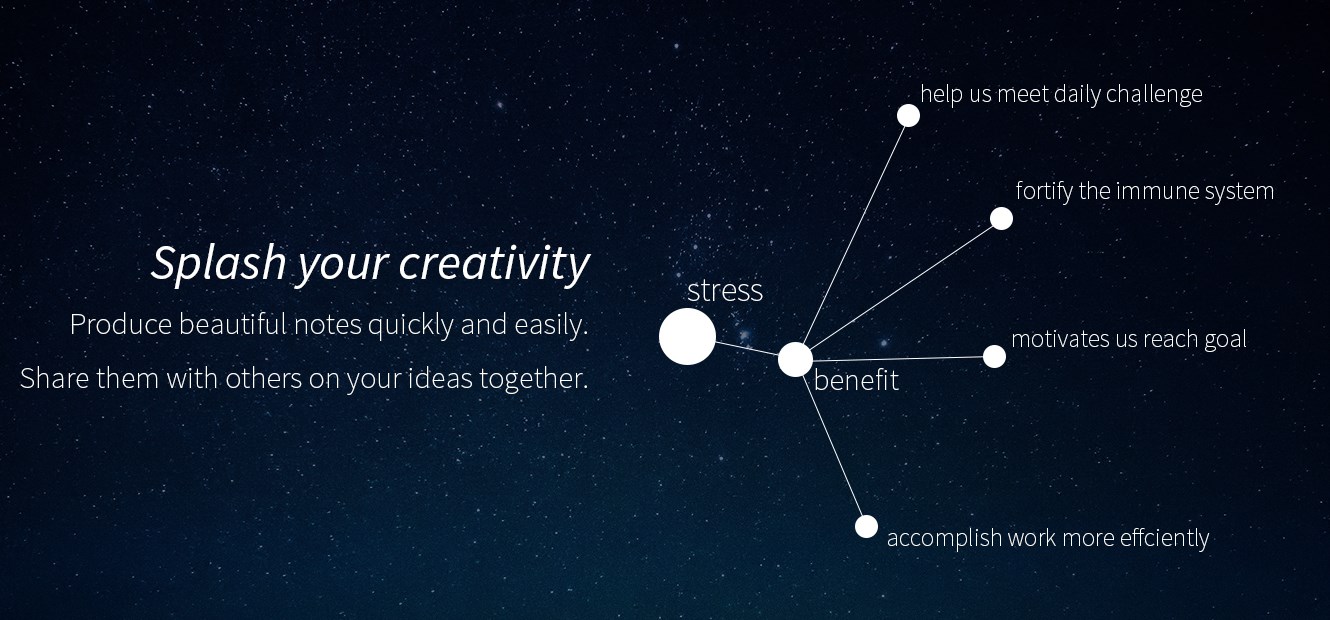 Splash your creativity
Produce beautiful notes quickly and easily.
Share them with others on your ideas together.
help us meet daily challenge
fortify the immune system
stress
motivates us reach goal
benefit
accomplish work more effciently